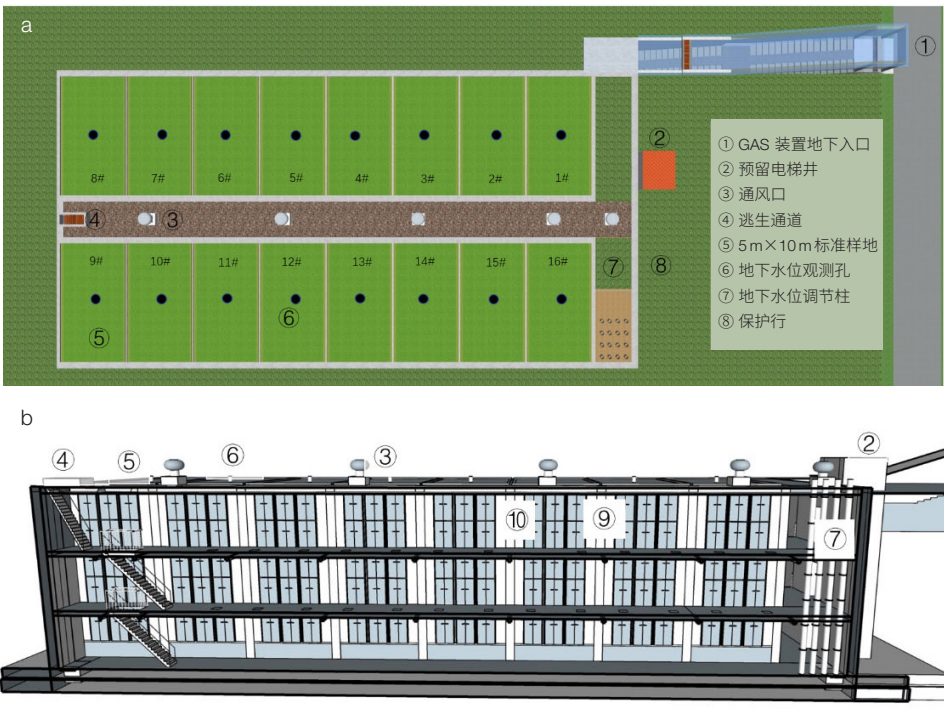 a
①
① GAS 装置地下入口
② 预留电梯井
③ 通风口
④ 逃生通道
⑤ 5 m×10 m 标准样地
⑥ 地下水位观测孔
⑦ 地下水位调节柱
⑧ 保护行
②
8# 7# 6# 5# 4# 3# 2# 1#
④ ③
9# 10# 11# 12# 13# 14# 15# 16#
⑦ ⑧
⑤ ⑥
b
④ ⑤ ⑥ ③ ②
⑩ ⑨ ⑦